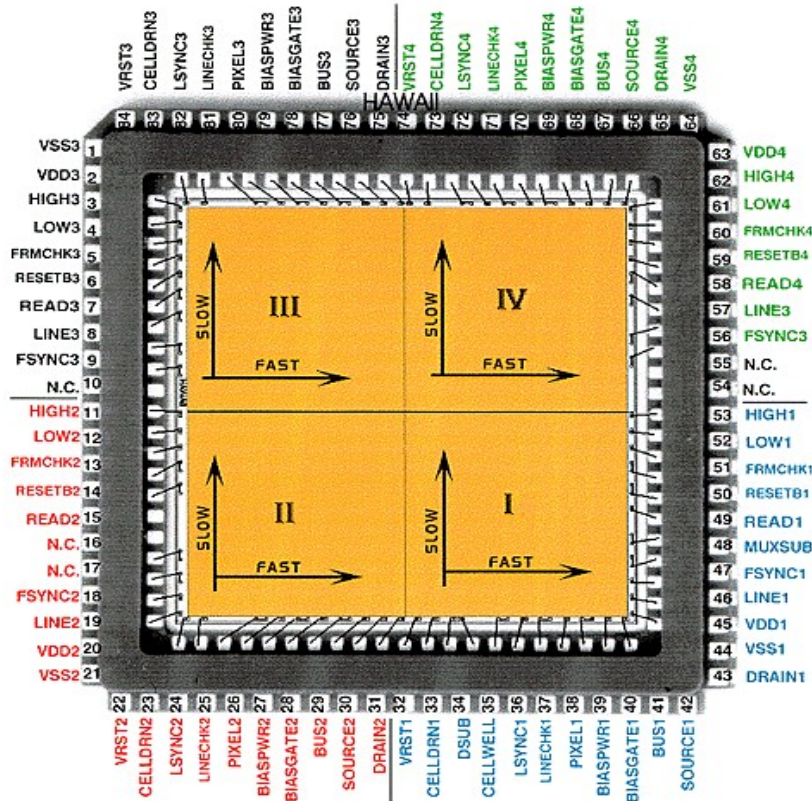 VRST3
CELLDRN3
LSYNC3
LINECHK3
PIXEL3
BIASPWR3
BIASGATE3
BUS3
SOURCE3
DRAIN3
VRST4
CELLDRN4
LSYNC4
LINECHK4
PIXEL4
BIASPWR4
BIASGATE4
BUS4
SOURCE4
DRAIN4
VSS4
HAWAII
84 83 82 81 80 79 78 77 76 75 74 73 72 71 70 69 68 67 66 65 64
VSS3 1
VDD3 2
HIGH3 3
LOW3 4
FRMCHK3 5
RESETB3 6
READ3 7
LINE3 8
FSYNC3 9
N.C. 10
HIGH2 11
LOW2 12
FRMCHK2 13
RESETB2 14
READ2 15
N.C. 16
N.C. 17
FSYNC2 18
LINE2 19
VDD2 20
VSS2 21
III
SLOW
FAST
IV
SLOW
FAST
II
SLOW
FAST
I
SLOW
FAST
63 VDD4
62 HIGH4
61 LOW4
60 FRMCHK4
59 RESETB4
58 READ4
57 LINE3
56 FSYNC3
55 N.C.
54 N.C.
53 HIGH1
52 LOW1
51 FRMCHK1
50 RESETB1
49 READ1
48 MUXSUB
47 FSYNC1
46 LINE1
45 VDD1
44 VSS1
43 DRAIN1
22 23 24 25 26 27 28 29 30 31 32 33 34 35 36 37 38 39 40 41 42
VRST2
CELLDRN2
LSYNC2
LINECHK2
PIXEL2
BIASPWR2
BIASGATE2
BUS2
SOURCE2
DRAIN2
VRST1
CELLDRN1
DSUB
CELLWELL
LSYNC1
LINECHK1
PIXEL1
BIASPWR1
BIASGATE1
BUS1
SOURCE1